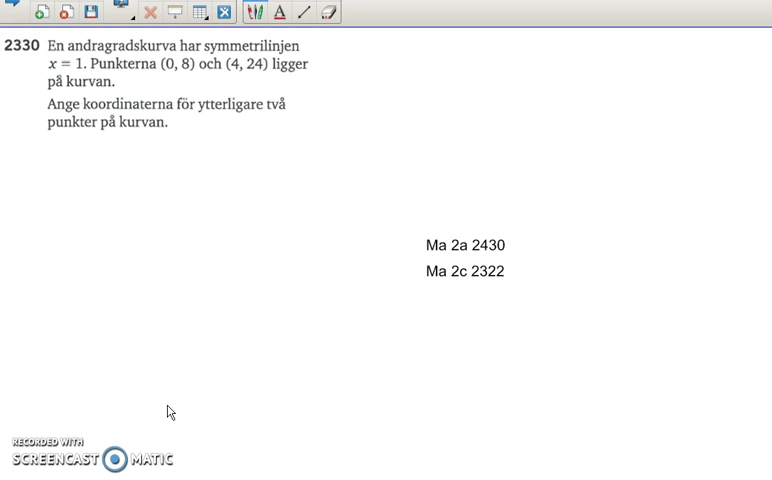 2330 En andragradskurva har symmetrilinjen
x = 1. Punkterna (0, 8) och (4, 24) ligger
på kurvan.
Ange koordinaterna för ytterligare två
punkter på kurvan.
Ma 2a 2430
Ma 2c 2322
RECORDED WITH
SCREENCAST MATIC